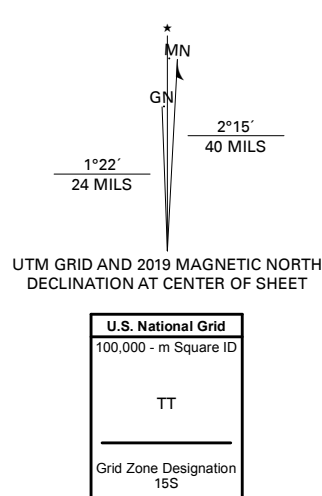 ★
MN
GN
2°15´
40 MILS
1°22´
24 MILS
UTM GRID AND 2019 MAGNETIC NORTH
DECLINATION AT CENTER OF SHEET
U.S. National Grid
100,000 - m Square ID
TT
Grid Zone Designation
15S